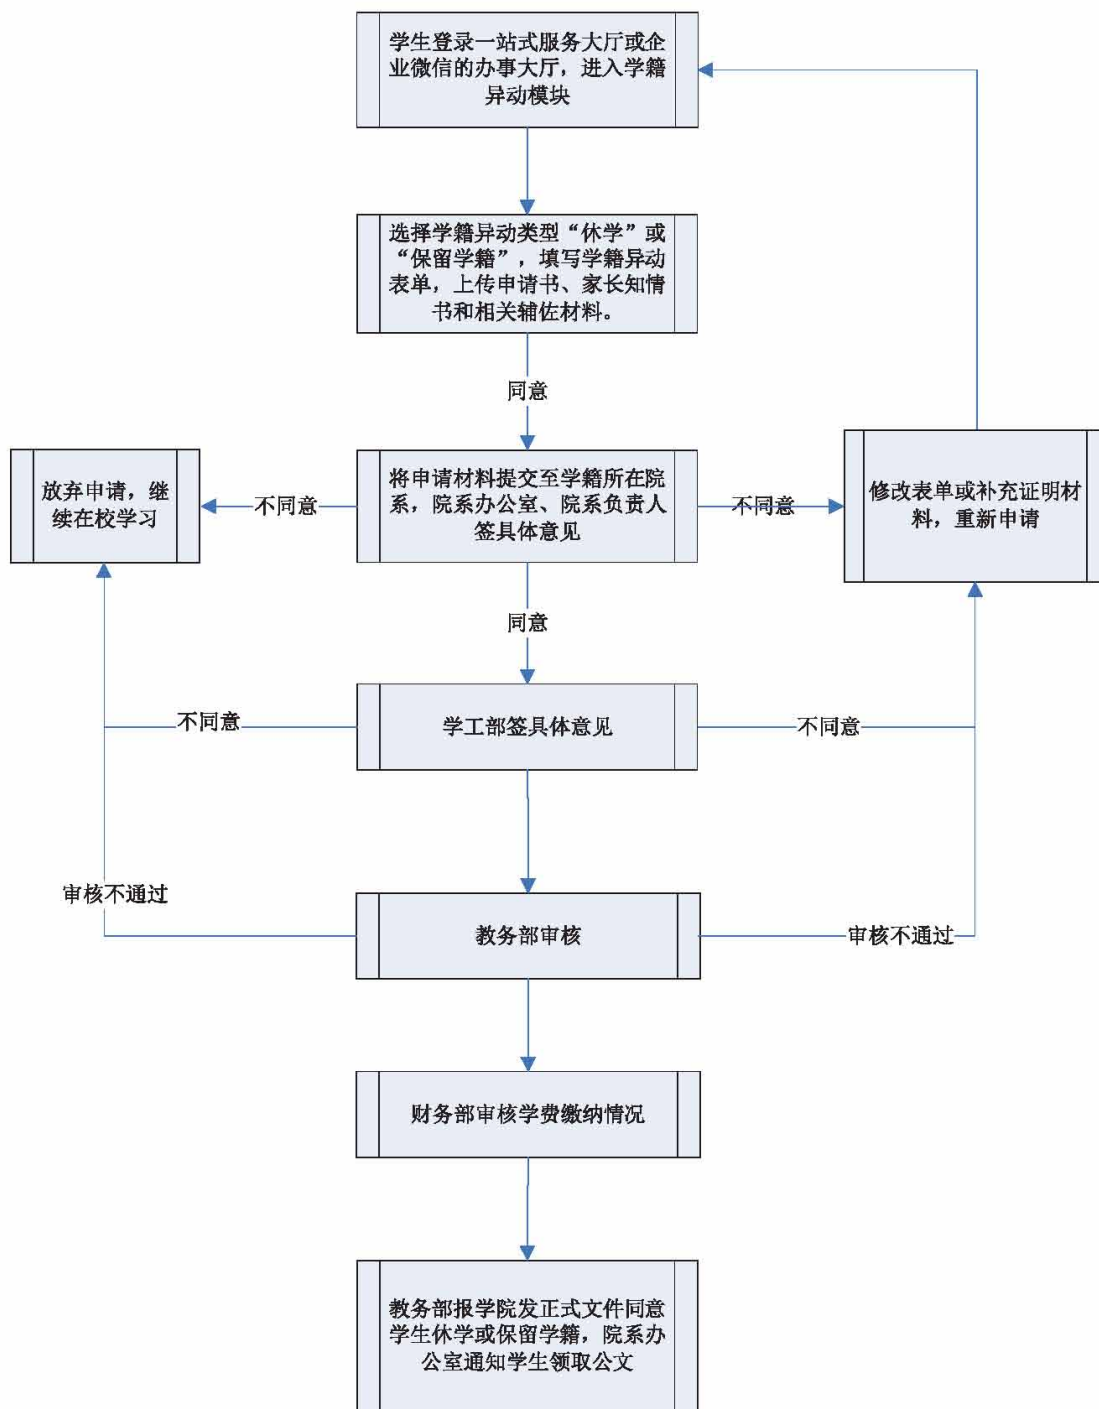 学生登录一站式服务大厅或企
业微信的办事大厅，进入学籍
异动模块
选择学籍异动类型“休学”或
“保留学籍”，填写学籍异动
表单，上传申请书、家长知情
书和相关辅佐材料。
同意
放弃申请，继
续在校学习
不同意
将申请材料提交至学籍所在院
系，院系办公室、院系负责人
签具体意见
不同意
修改表单或补充证明材
料，重新申请
同意
不同意
学工部签具体意见
不同意
审核不通过
教务部审核
审核不通过
财务部审核学费缴纳情况
教务部报学院发正式文件同意
学生休学或保留学籍，院系办
公室通知学生领取公文